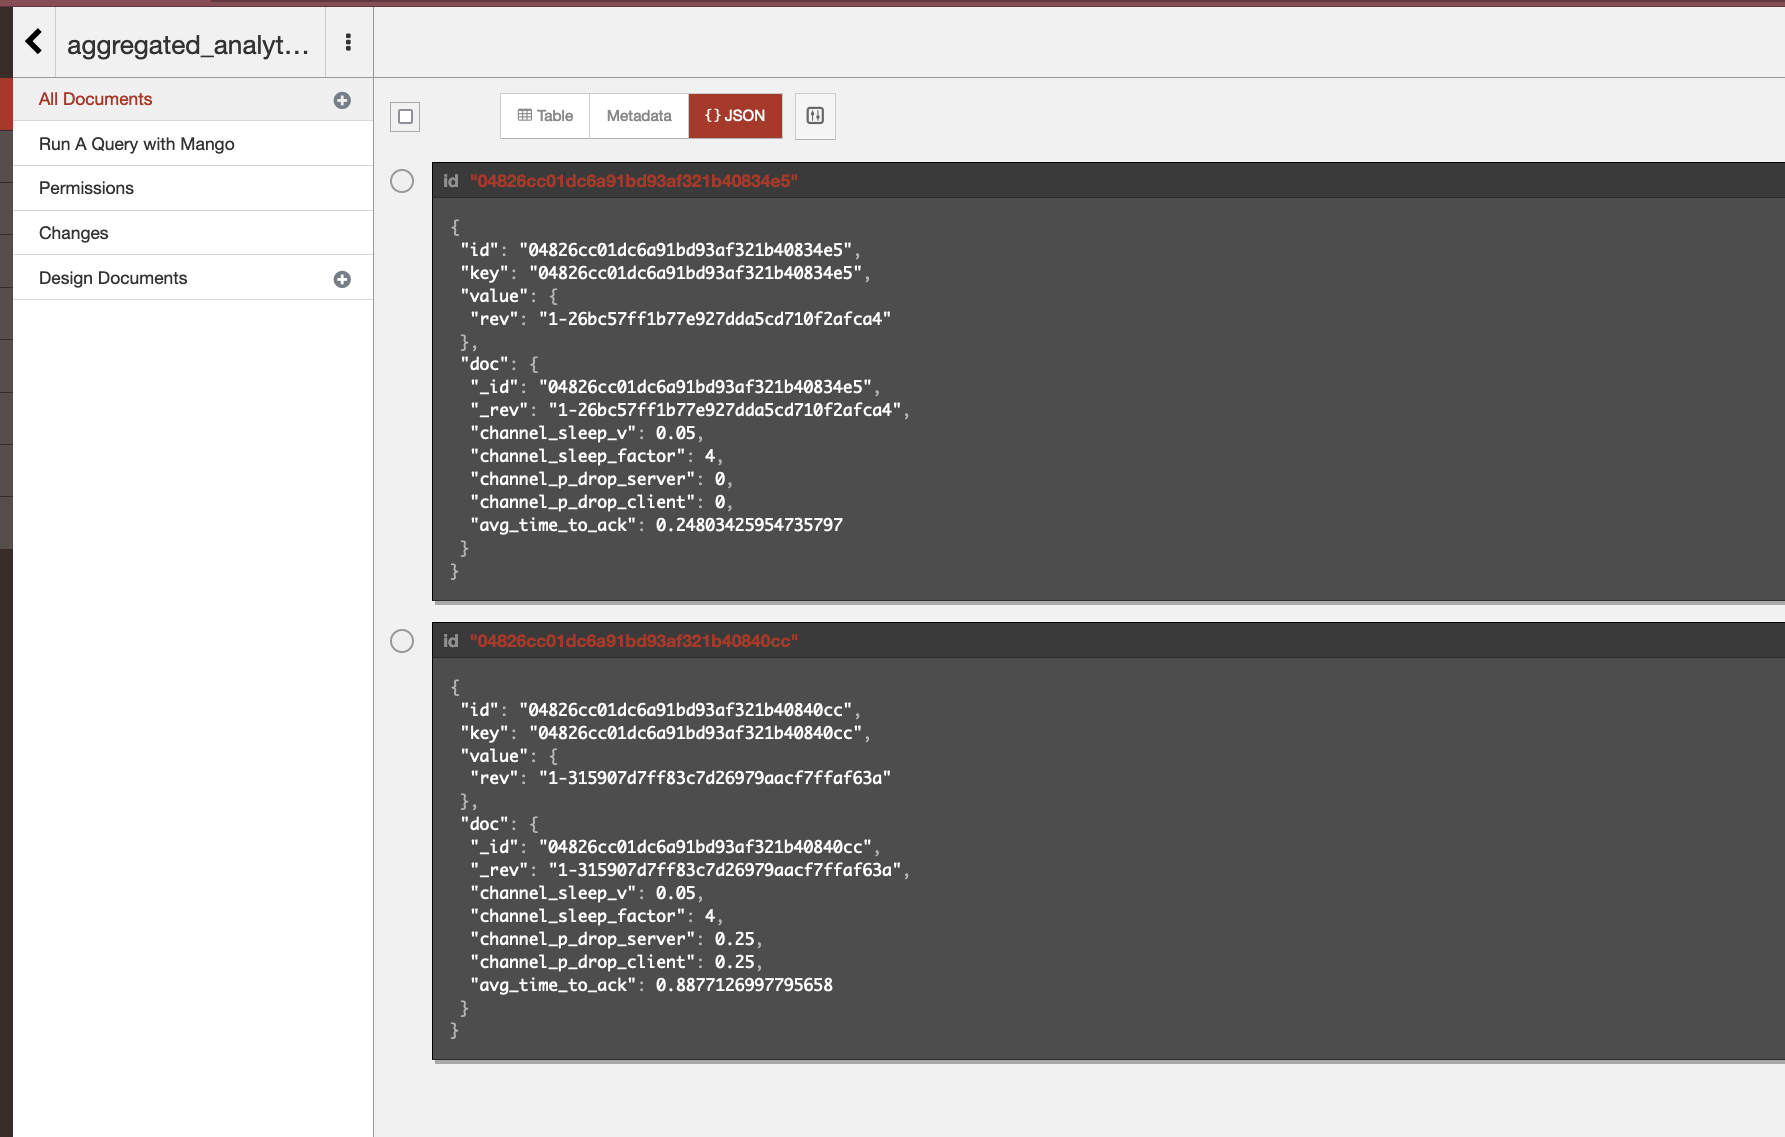 aggregated_analyt...
All Documents
Run A Query with Mango
Permissions
Changes
Design Documents
Table
Metadata
{} JSON
id "04826cc01dc6a91bd93af321b40834e5"
{
"id": "04826cc01dc6a91bd93af321b40834e5",
"key": "04826cc01dc6a91bd93af321b40834e5",
"value": {
"rev": "1-26bc57ff1b77e927dda5cd710f2afca4"
},
"doc": {
"_id": "04826cc01dc6a91bd93af321b40834e5",
"_rev": "1-26bc57ff1b77e927dda5cd710f2afca4",
"channel_sleep_v": 0.05,
"channel_sleep_factor": 4,
"channel_p_drop_server": 0,
"channel_p_drop_client": 0,
"avg_time_to_ack": 0.24803425954735797
}
}
id "04826cc01dc6a91bd93af321b40840cc"
{
"id": "04826cc01dc6a91bd93af321b40840cc",
"key": "04826cc01dc6a91bd93af321b40840cc",
"value": {
"rev": "1-315907d7ff83c7d26979aacf7ffaf63a"
},
"doc": {
"_id": "04826cc01dc6a91bd93af321b40840cc",
"_rev": "1-315907d7ff83c7d26979aacf7ffaf63a",
"channel_sleep_v": 0.05,
"channel_sleep_factor": 4,
"channel_p_drop_server": 0.25,
"channel_p_drop_client": 0.25,
"avg_time_to_ack": 0.8877126997795658
}
}